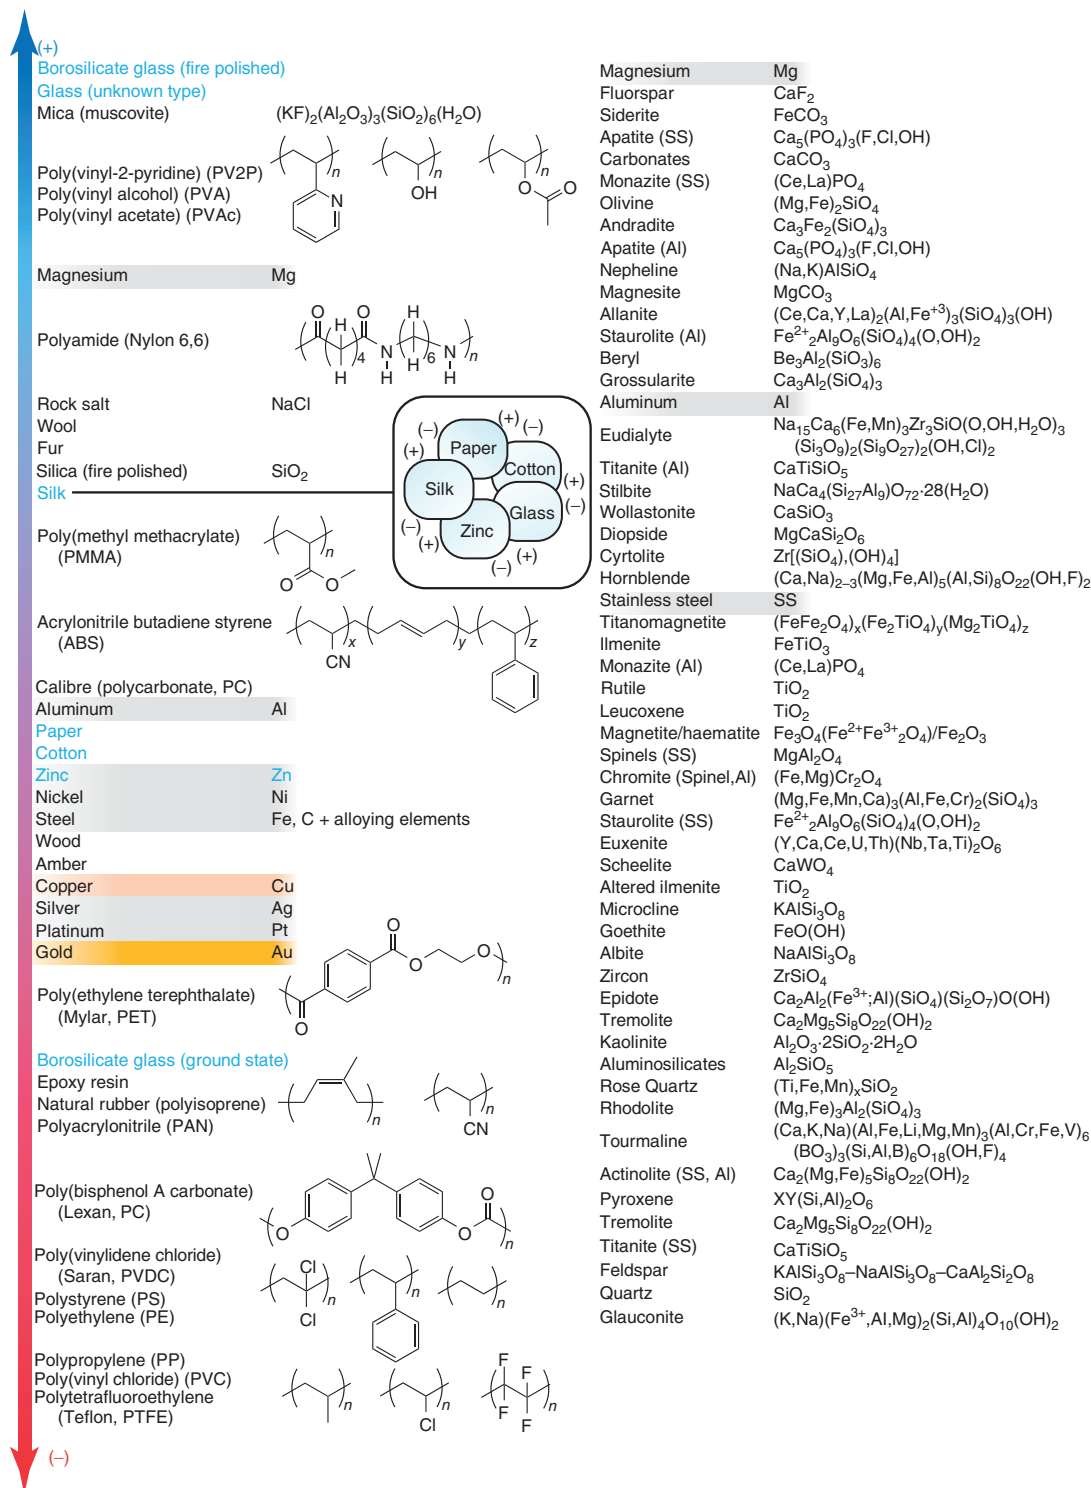 (+)
Borosilicate glass (fire polished)
Glass (unknown type)
Mica (muscovite) (KF)₂(Al₂O₃)₃(SiO₂)₆(H₂O)
n n n
Poly(vinyl-2-pyridine) (PV2P)
Poly(vinyl alcohol) (PVA)
Poly(vinyl acetate) (PVAc)
N OH O O
Magnesium Mg
Polyamide (Nylon 6,6)
O H O H
4 N 6 N n
H H H H
Rock salt NaCl
Wool
Fur
Silica (fire polished) SiO₂
Silk
(+) (–) (–)
Paper
(+) Cotton
Silk (+)
Glass (–)
(–) Zinc
(+) (+)
(–)
Poly(methyl methacrylate)
(PMMA)
n
O O
Acrylonitrile butadiene styrene
(ABS)
x y z
CN
Calibre (polycarbonate, PC)
Aluminum Al
Paper
Cotton
Zinc Zn
Nickel Ni
Steel Fe, C + alloying elements
Wood
Amber
Copper Cu
Silver Ag
Platinum Pt
Gold Au
Poly(ethylene terephthalate)
(Mylar, PET)
O O O n
O
Borosilicate glass (ground state)
Epoxy resin
Natural rubber (polyisoprene)
Polyacrylonitrile (PAN)
n n
CN
Poly(bisphenol A carbonate)
(Lexan, PC)
O O O n
Poly(vinylidene chloride)
(Saran, PVDC)
Polystyrene (PS)
Polyethylene (PE)
Cl n n n
Cl
Polypropylene (PP)
Poly(vinyl chloride) (PVC)
Polytetrafluoroethylene
(Teflon, PTFE)
n n n
Cl
F F
F F
(–)
Magnesium Mg
Fluorspar CaF₂
Siderite FeCO₃
Apatite (SS) Ca₅(PO₄)₃(F,Cl,OH)
Carbonates CaCO₃
Monazite (SS) (Ce,La)PO₄
Olivine (Mg,Fe)₂SiO₄
Andradite Ca₃Fe₂(SiO₄)₃
Apatite (Al) Ca₅(PO₄)₃(F,Cl,OH)
Nepheline (Na,K)AlSiO₄
Magnesite MgCO₃
Allanite (Ce,Ca,Y,La)₂(Al,Fe⁺³)₃(SiO₄)₃(OH)
Staurolite (Al) Fe²⁺₂Al₉O₆(SiO₄)₄(O,OH)₂
Beryl Be₃Al₂(SiO₃)₆
Grossularite Ca₃Al₂(SiO₄)₃
Aluminum Al
Eudialyte Na₁₅Ca₆(Fe,Mn)₃Zr₃SiO(O,OH,H₂O)₃
(Si₃O₉)₂(Si₉O₂₇)₂(OH,Cl)₂
Titanite (Al) CaTiSiO₅
Stilbite NaCa₄(Si₂₇Al₉)O₇₂·28(H₂O)
Wollastonite CaSiO₃
Diopside MgCaSi₂O₆
Cyrtolite Zr[(SiO₄),(OH)₄]
Hornblende (Ca,Na)₂₋₃(Mg,Fe,Al)₅(Al,Si)₈O₂₂(OH,F)₂
Stainless steel SS
Titanomagnetite (FeFe₂O₄)ₓ(Fe₂TiO₄)y(Mg₂TiO₄)z
Ilmenite FeTiO₃
Monazite (Al) (Ce,La)PO₄
Rutile TiO₂
Leucoxene TiO₂
Magnetite/haematite Fe₃O₄(Fe²⁺Fe³⁺₂O₄)/Fe₂O₃
Spinels (SS) MgAl₂O₄
Chromite (Spinel,Al) (Fe,Mg)Cr₂O₄
Garnet (Mg,Fe,Mn,Ca)₃(Al,Fe,Cr)₂(SiO₄)₃
Staurolite (SS) Fe²⁺₂Al₉O₆(SiO₄)₄(O,OH)₂
Euxenite (Y,Ca,Ce,U,Th)(Nb,Ta,Ti)₂O₆
Scheelite CaWO₄
Altered ilmenite TiO₂
Microcline KAlSi₃O₈
Goethite FeO(OH)
Albite NaAlSi₃O₈
Zircon ZrSiO₄
Epidote Ca₂Al₂(Fe³⁺;Al)(SiO₄)(Si₂O₇)O(OH)
Tremolite Ca₂Mg₅Si₈O₂₂(OH)₂
Kaolinite Al₂O₃·2SiO₂·2H₂O
Aluminosilicates Al₂SiO₅
Rose Quartz (Ti,Fe,Mn)ₓSiO₂
Rhodolite (Mg,Fe)₃Al₂(SiO₄)₃
Tourmaline (Ca,K,Na)(Al,Fe,Li,Mg,Mn)₃(Al,Cr,Fe,V)₆
(BO₃)₃(Si,Al,B)₆O₁₈(OH,F)₄
Actinolite (SS, Al) Ca₂(Mg,Fe)₅Si₈O₂₂(OH)₂
Pyroxene XY(Si,Al)₂O₆
Tremolite Ca₂Mg₅Si₈O₂₂(OH)₂
Titanite (SS) CaTiSiO₅
Feldspar KAlSi₃O₈–NaAlSi₃O₈–CaAl₂Si₂O₈
Quartz SiO₂
Glauconite (K,Na)(Fe³⁺,Al,Mg)₂(Si,Al)₄O₁₀(OH)₂